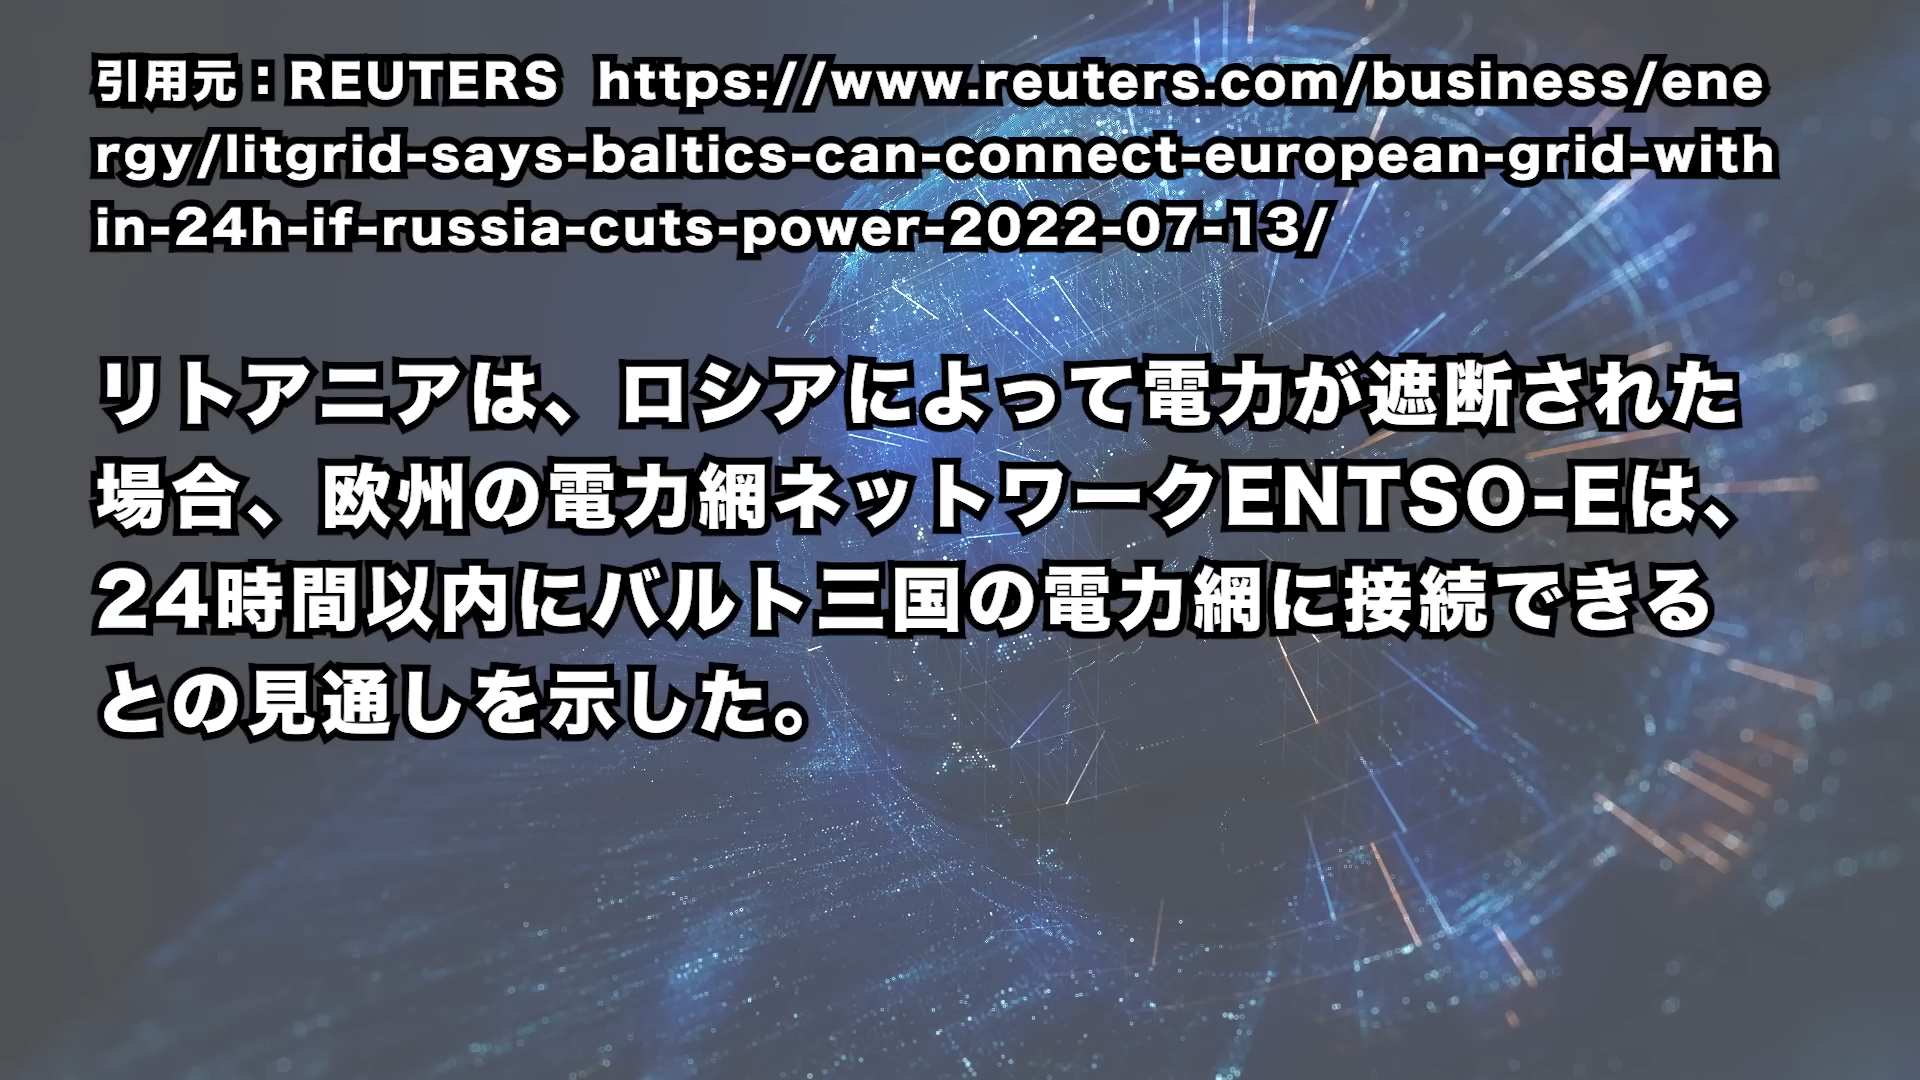 引用元：REUTERS  https://www.reuters.com/business/ene
rgy/litgrid-says-baltics-can-connect-european-grid-with
in-24h-if-russia-cuts-power-2022-07-13/
リトアニアは、ロシアによって電力が遮断された
場合、欧州の電力網ネットワークENTSO-Eは、
24時間以内にバルト三国の電力網に接続できる
との見通しを示した。